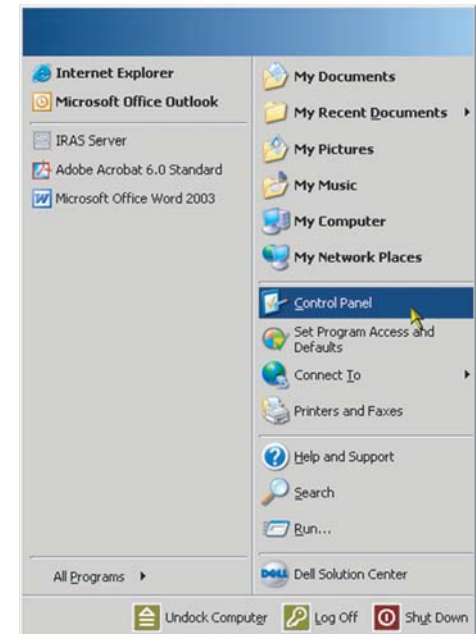 Internet Explorer
Microsoft Office Outlook
IRAS Server
Adobe Acrobat 6.0 Standard
Microsoft Office Word 2003
All Programs
My Documents
My Recent Documents
My Pictures
My Music
My Computer
My Network Places
Control Panel
Set Program Access and
Defaults
Connect To
Printers and Faxes
Help and Support
Search
Run...
DELL Dell Solution Center
Undock Computer Log Off Shut Down